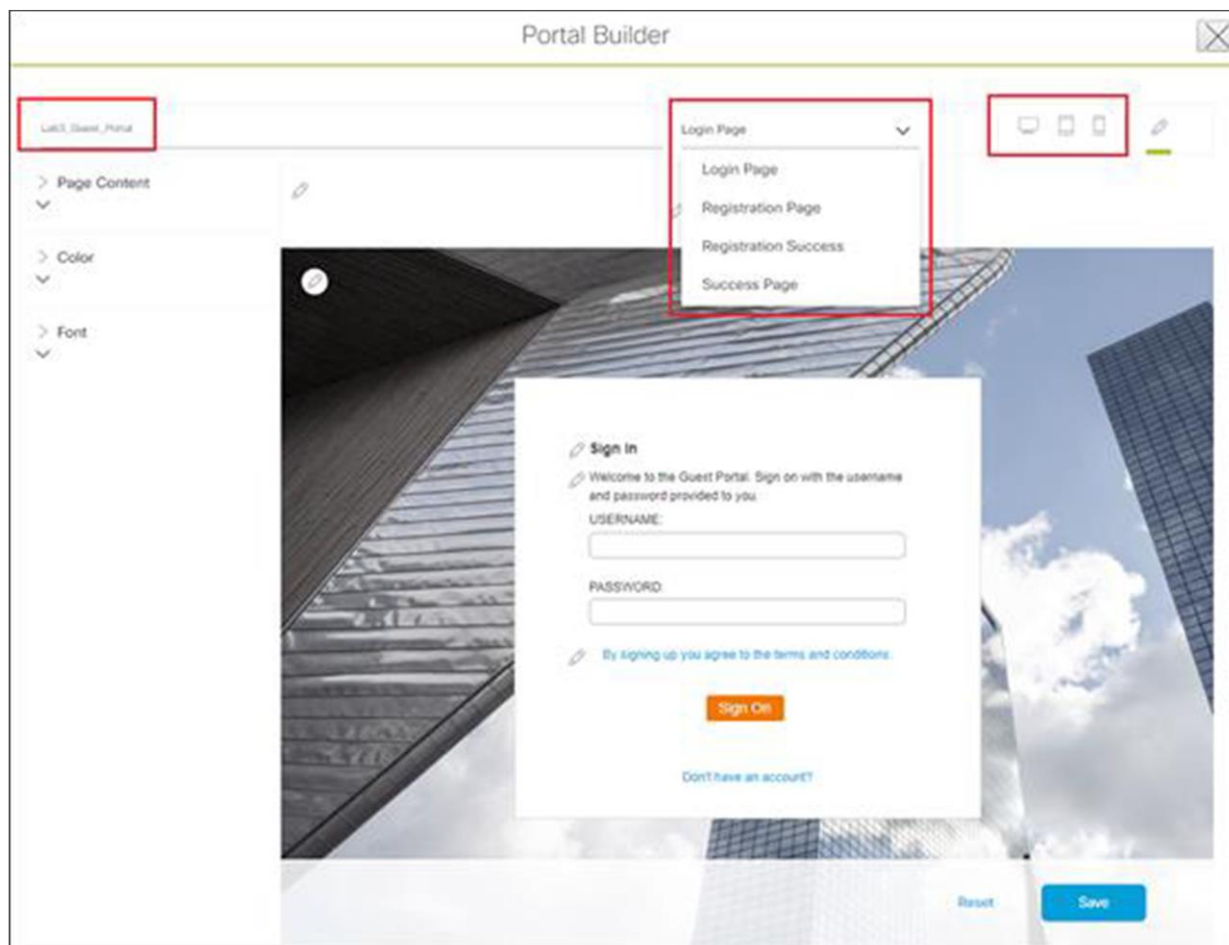 Portal Builder
Lab3_Guest_Portal
Login Page
Login Page
Registration Page
Registration Success
Success Page
Page Content
Color
Font
Sign In
Welcome to the Guest Portal. Sign on with the username
and password provided to you.
USERNAME:
PASSWORD:
By signing up you agree to the terms and conditions.
Sign On
Don't have an account?
Reset
Save